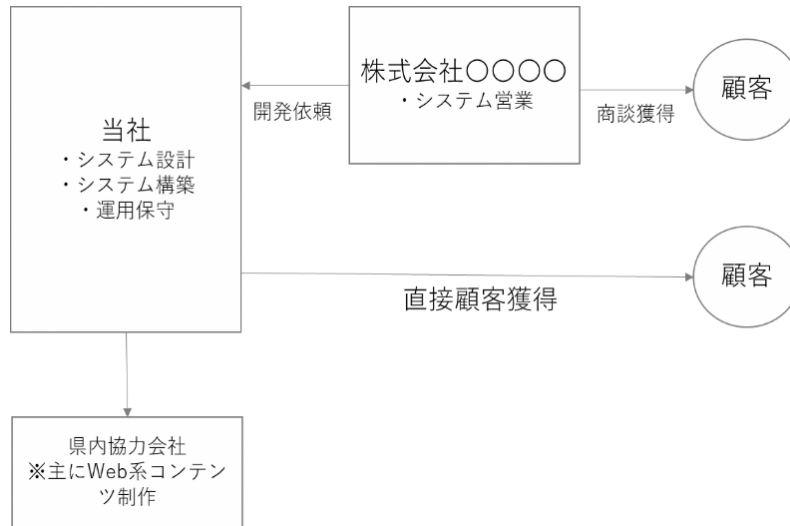 株式会社〇〇〇〇
・システム営業
顧客
開発依頼
商談獲得
当社
・システム設計
・システム構築
・運用保守
顧客
直接顧客獲得
県内協力会社
※主にWeb系コンテン
ツ制作